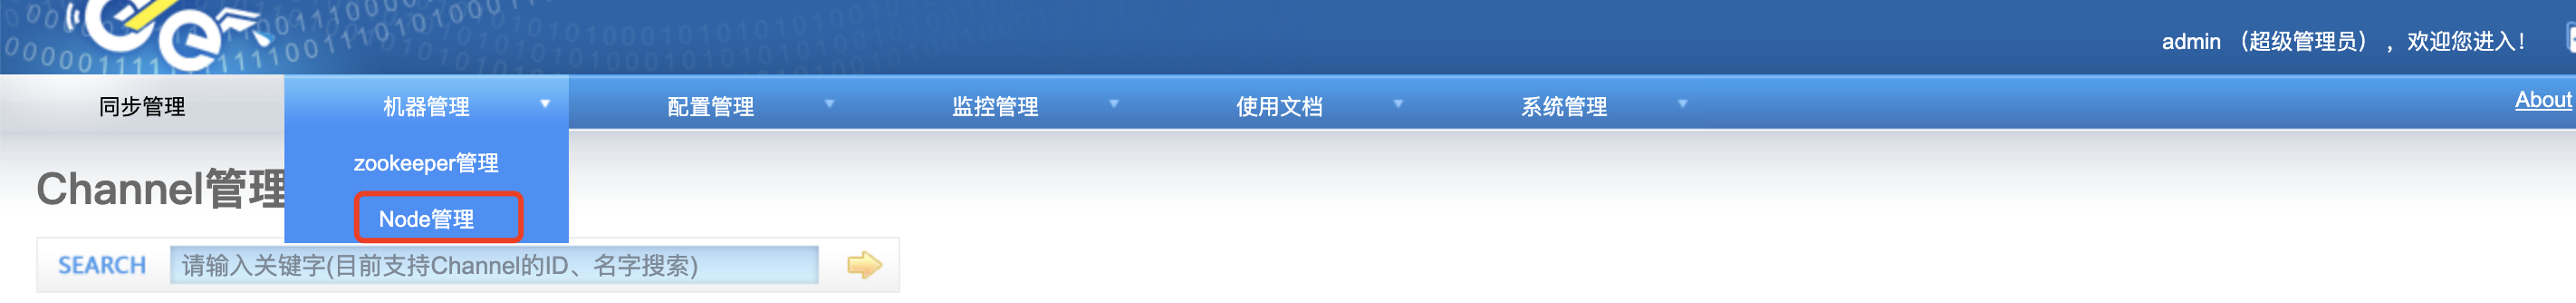 admin （超级管理员） ，欢迎您进入！
同步管理 机器管理 配置管理 监控管理 使用文档 系统管理 About
zookeeper管理
Channel管理
Node管理
SEARCH 请输入关键字(目前支持Channel的ID、名字搜索)